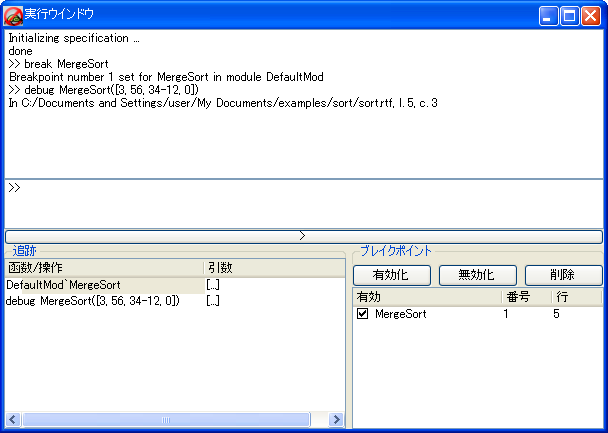 実行ウインドウ
Initializing specification ...
done
>> break MergeSort
Breakpoint number 1 set for MergeSort in module DefaultMod
>> debug MergeSort([3, 56, 34-12, 0])
In C:/Documents and Settings/user/My Documents/examples/sort/sort.rtf, l. 5, c. 3
>>
>
追跡
函数/操作 引数
DefaultMod`MergeSort [...]
debug MergeSort([3, 56, 34-12, 0]) [...]
ブレイクポイント
有効化 無効化 削除
有効 番号 行
MergeSort 1 5